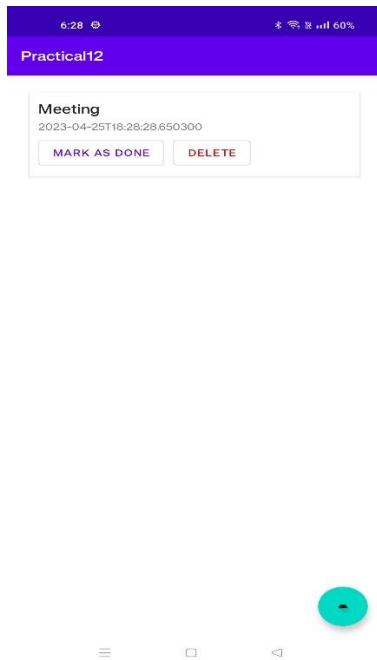 6:28 60%
Practical12
Meeting
2023-04-25T18:28:28.650300
MARK AS DONE DELETE